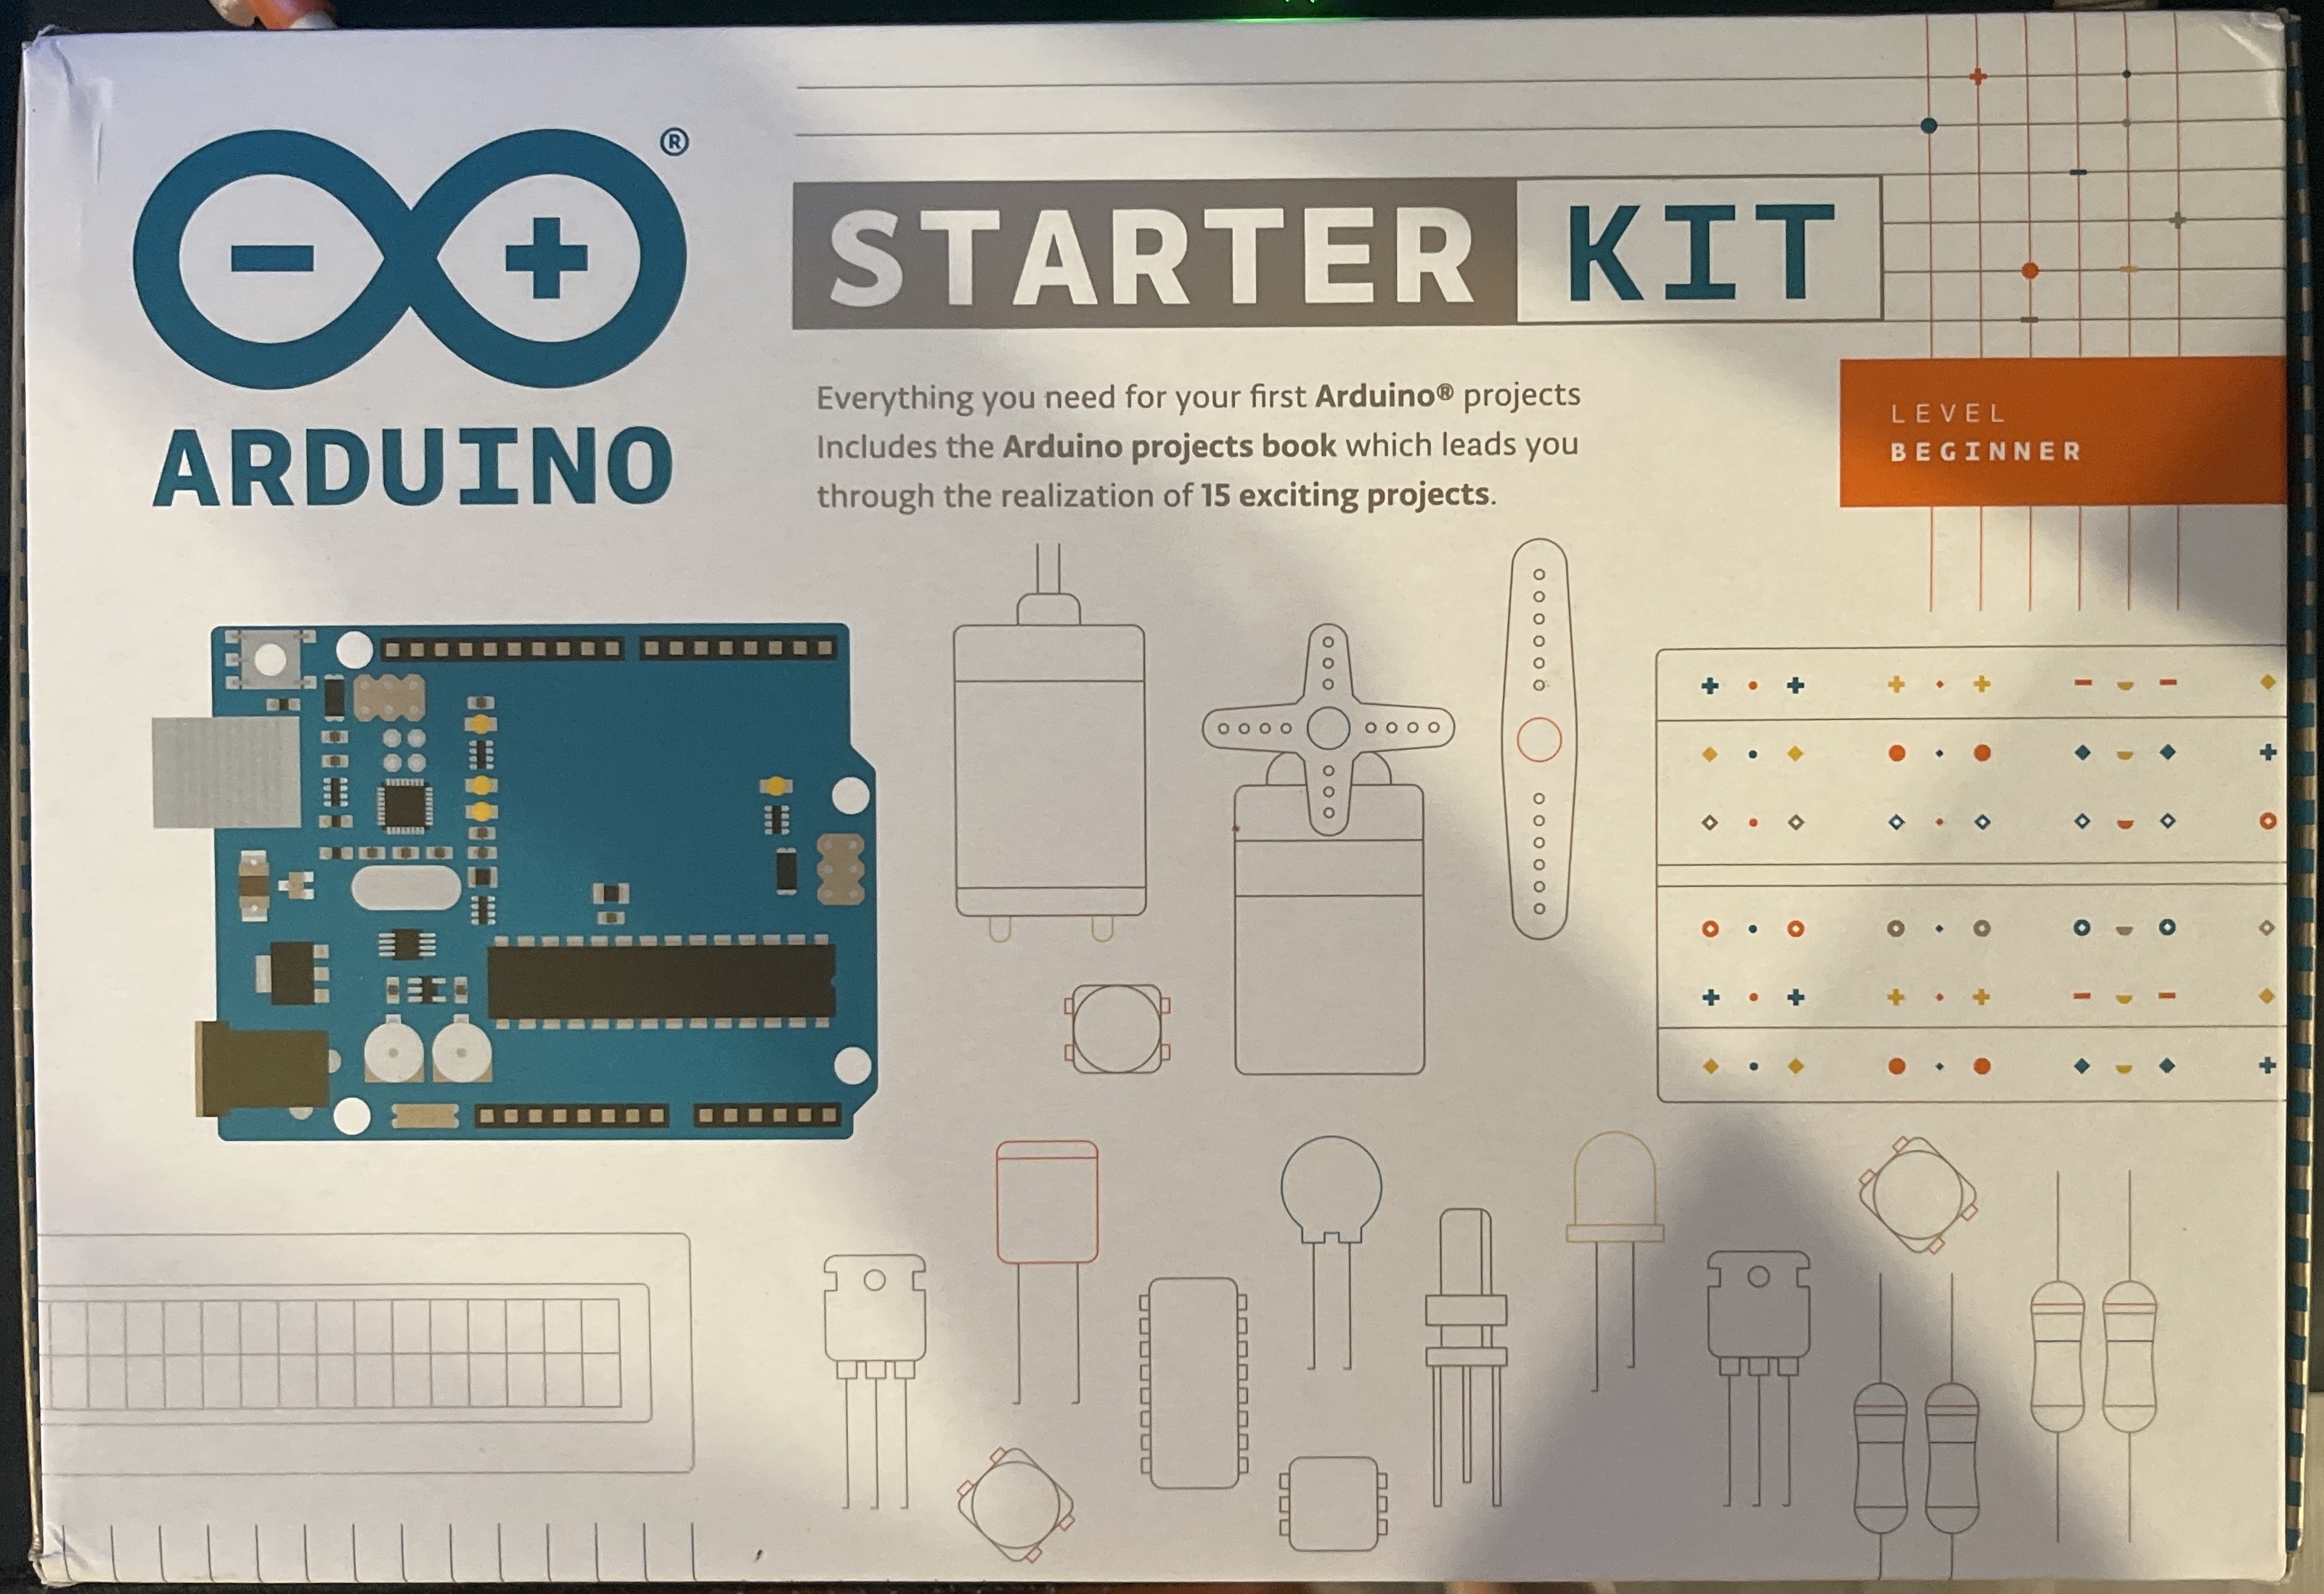 ®
ARDUINO
STARTER KIT
Everything you need for your first Arduino® projects
Includes the Arduino projects book which leads you
through the realization of 15 exciting projects.
LEVEL
BEGINNER